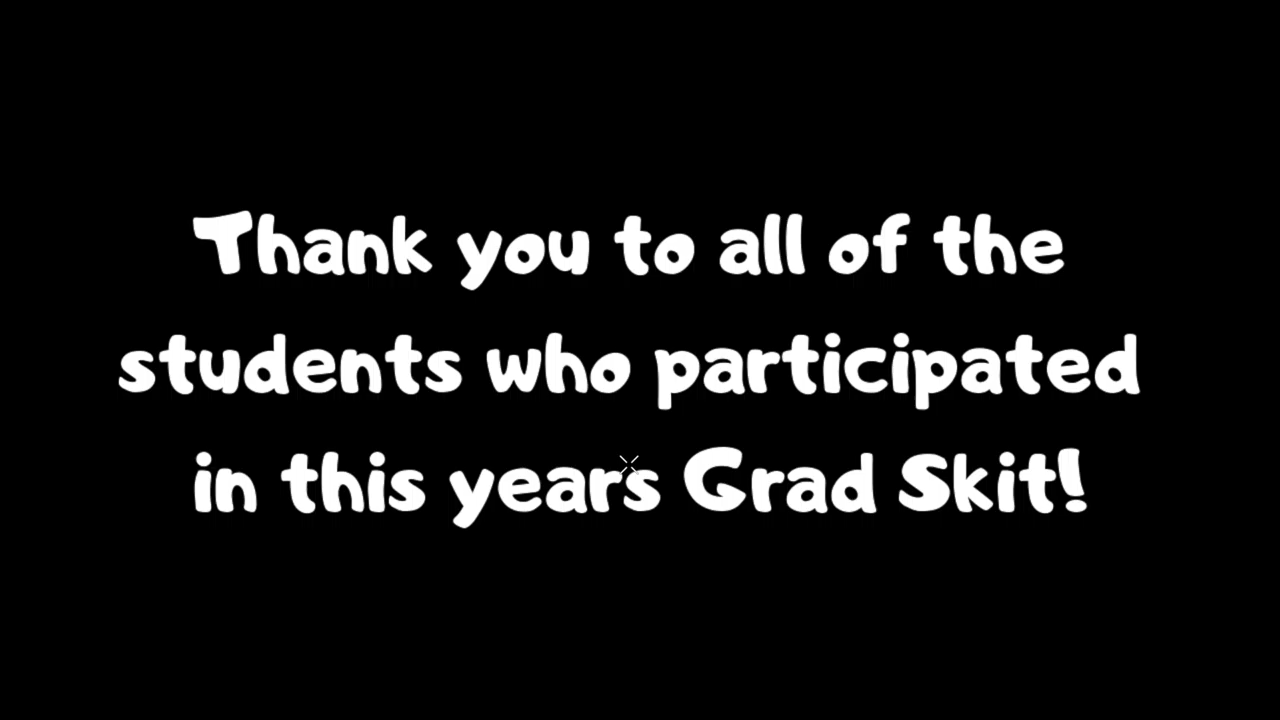 Thank you to all of the
students who participated
in this years Grad Skit!